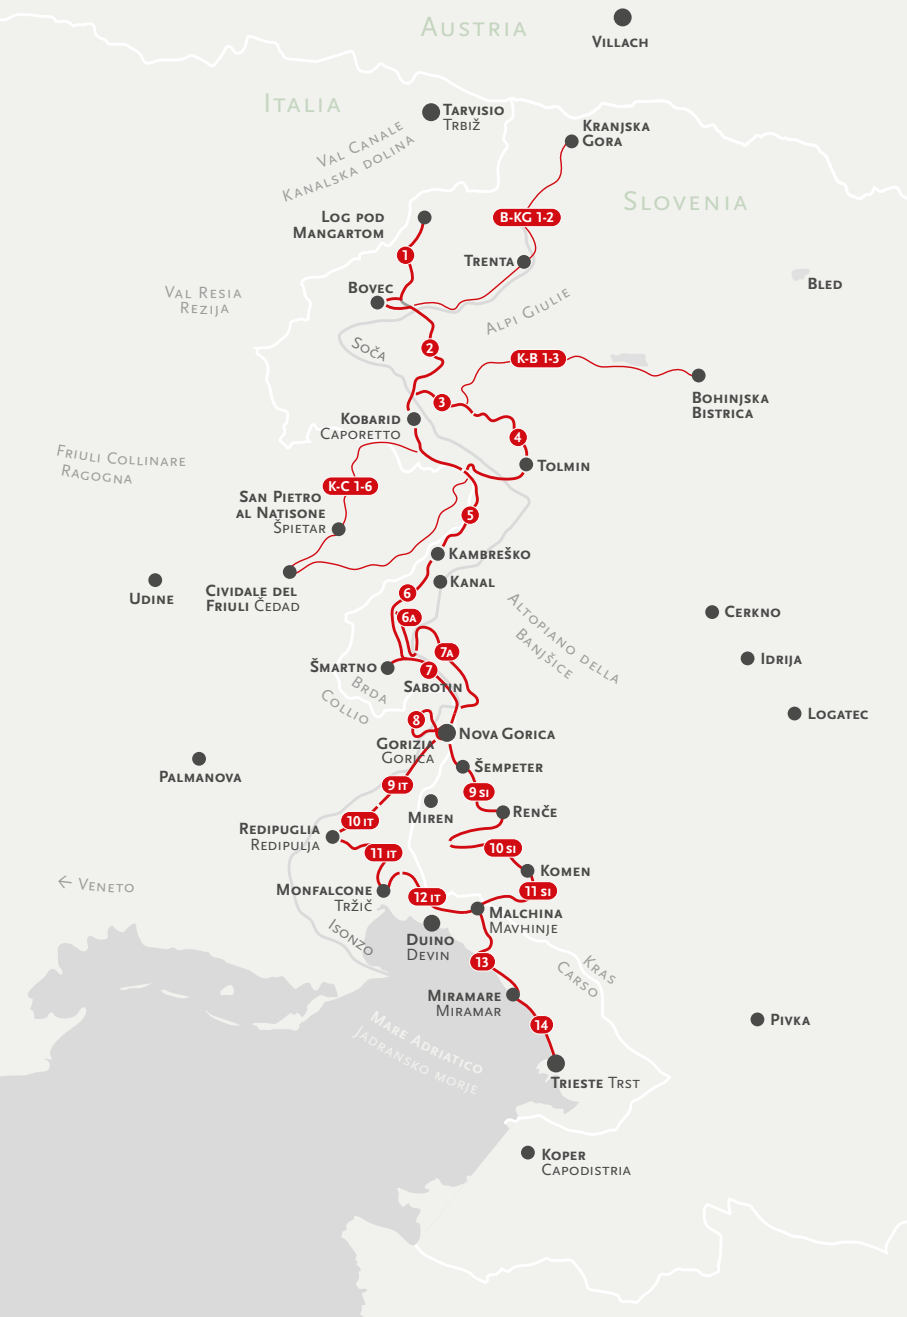 AUSTRIA
VILLACH
ITALIA
TARVISIO
TRBIŽ
KRANJSKA
GORA
VAL CANALE
KANALSKA DOLINA
SLOVENIA
LOG POD
MANGARTOM
B-KG 1-2
1
TRENTA
BLED
BOVEC
VAL RESIA
REZIJA
ALPI GIULIE
SOČA
2
K-B 1-3
BOHINJSKA
BISTRICA
3
KOBARID
CAPORETTO
4
TOLMIN
FRIULI COLLINARE
RAGOGNA
K-C 1-6
SAN PIETRO
AL NATISONE
ŠPIETAR
5
KAMBREŠKO
KANAL
UDINE
CIVIDALE DEL
FRIULI ČEDAD
6
6A
ALTOPIANO DELLA
BANJŠICE
CERKNO
IDRIJA
7A
ŠMARTNO
7
SABOTIN
BRDA
COLLIO
LOGATEC
8
NOVA GORICA
GORIZIA
GORICA
PALMANOVA
ŠEMPETER
9 IT
9 SI
MIREN
RENČE
10 IT
REDIPUGLIA
REDIPULJA
11 IT
10 SI
KOMEN
← VENETO
MONFALCONE
TRŽIČ
12 IT
11 SI
MALCHINA
MAVHINJE
ISONZO
DUINO
DEVIN
13
KRAS
CARSO
MIRAMARE
MIRAMAR
14
PIVKA
MARE ADRIATICO
JADRANSKO MORJE
TRIESTE TRST
KOPER
CAPODISTRIA